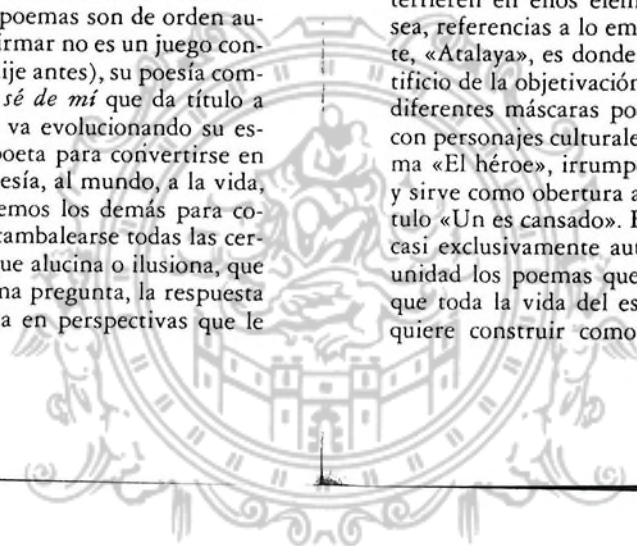 poemas son de orden au-
irmar no es un juego con-
ije antes), su poesía com-
sé de mí que da título a
va evolucionando su es-
poeta para convertirse en
esía, al mundo, a la vida,
emos los demás para co-
tambalearse todas las cer-
ue alucina o ilusiona, que
na pregunta, la respuesta
a en perspectivas que le
sea, referencias a lo em
te, «Atalaya», es donde
tificio de la objetivación
diferentes máscaras po
con personajes culturale
ma «El héroe», irrump
y sirve como obertura a
tulo «Un es cansado». E
casi exclusivamente aut
unidad los poemas que
que toda la vida del es
quiere construir como